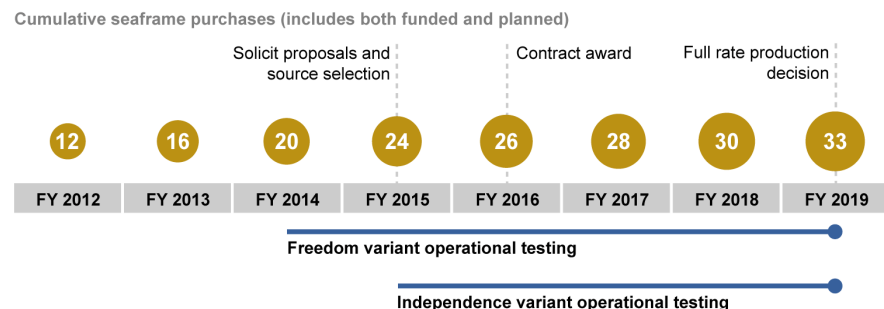 Cumulative seaframe purchases (includes both funded and planned)
Solicit proposals and
source selection
Contract award
Full rate production
decision
12 16 20 24 26 28 30 33
FY 2012 FY 2013 FY 2014 FY 2015 FY 2016 FY 2017 FY 2018 FY 2019
Freedom variant operational testing
Independence variant operational testing